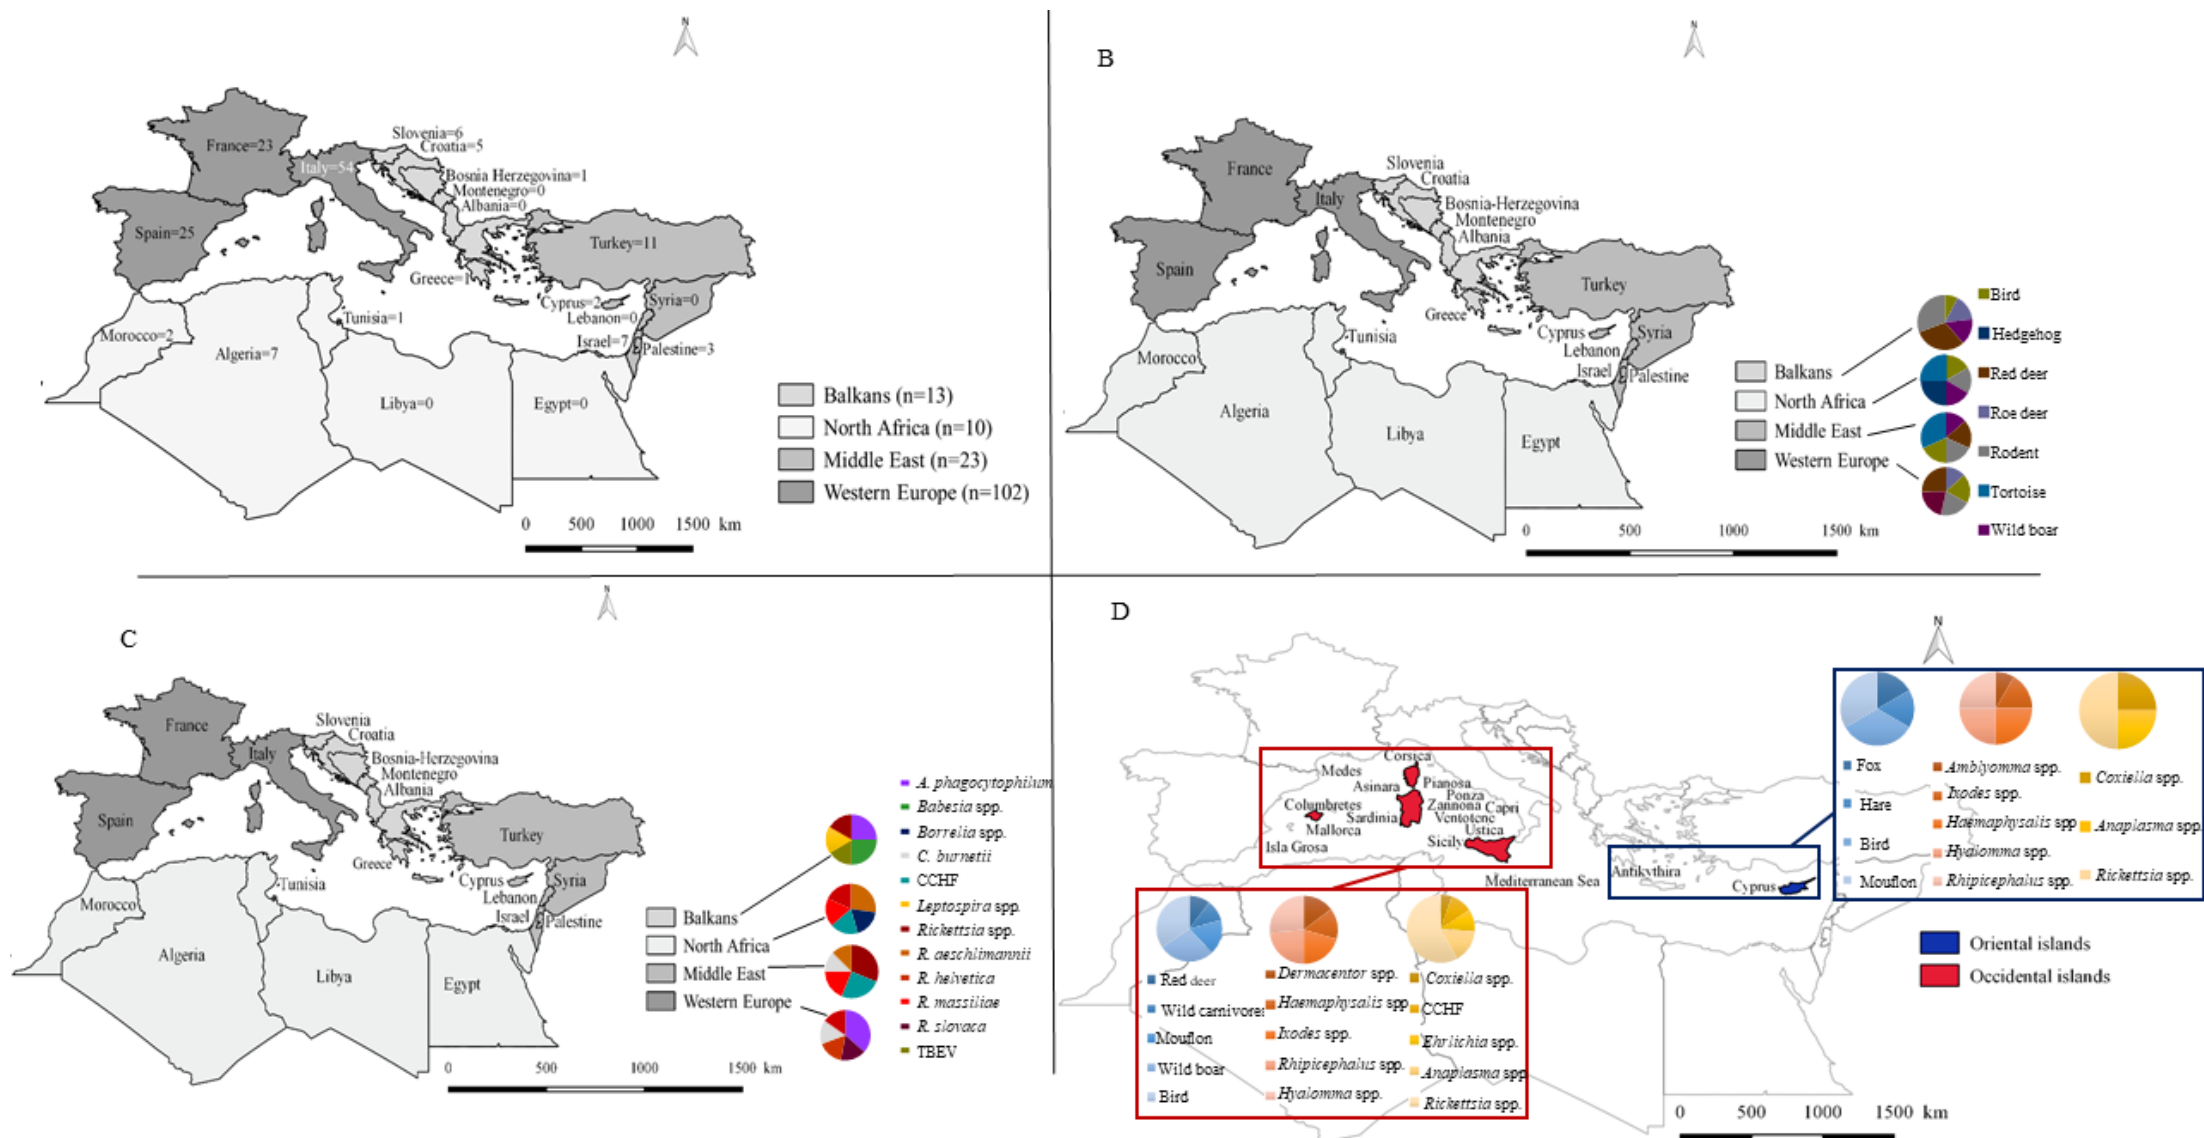 N
France=23
Italy=54
Slovenia=6
Croatia=5
Bosnia Herzegovina=1
Montenegro=0
Albania=0
Spain=25
Turkey=11
Greece=1
Cyprus=2
Syria=0
Lebanon=0
Tunisia=1
Morocco=2
Israel=7
Palestine=3
Algeria=7
Libya=0
Egypt=0
Balkans (n=13)
North Africa (n=10)
Middle East (n=23)
Western Europe (n=102)
0 500 1000 1500 km
B
N
France
Italy
Slovenia
Croatia
Bosnia-Herzegovina
Montenegro
Albania
Spain
Turkey
Greece
Cyprus
Syria
Lebanon
Tunisia
Morocco
Israel
Palestine
Algeria
Libya
Egypt
Balkans
North Africa
Middle East
Western Europe
Bird
Hedgehog
Red deer
Roe deer
Rodent
Tortoise
Wild boar
0 500 1000 1500 km
C
N
France
Italy
Slovenia
Croatia
Bosnia-Herzegovina
Montenegro
Albania
Spain
Turkey
Greece
Cyprus
Syria
Lebanon
Tunisia
Morocco
Israel
Palestine
Algeria
Libya
Egypt
Balkans
North Africa
Middle East
Western Europe
A. phagocytophilum
Babesia spp.
Borrelia spp.
C. burnetii
CCHF
Leptospira spp.
Rickettsia spp.
R. aeschlimannii
R. helvetica
R. massiliae
R. slovaca
TBEV
0 500 1000 1500 km
D
N
Corsica
Medes
Asinara
Pianosa
Ponza
Columbretes
Zannona
Capri
Sardinia
Ventotene
Mallorca
Ustica
Isla Grosa
Sicily
Mediterranean Sea
Antikythira
Cyprus
Fox
Hare
Bird
Mouflon
Amblyomma spp.
Ixodes spp.
Haemaphysalis spp
Hyalomma spp.
Rhipicephalus spp.
Coxiella spp.
Anaplasma spp.
Rickettsia spp.
Red deer
Wild carnivores
Mouflon
Wild boar
Bird
Dermacentor spp.
Haemaphysalis spp
Ixodes spp.
Rhipicephalus spp.
Hyalomma spp.
Coxiella spp.
CCHF
Ehrlichia spp.
Anaplasma spp
Rickettsia spp.
Oriental islands
Occidental islands
0 500 1000 1500 km